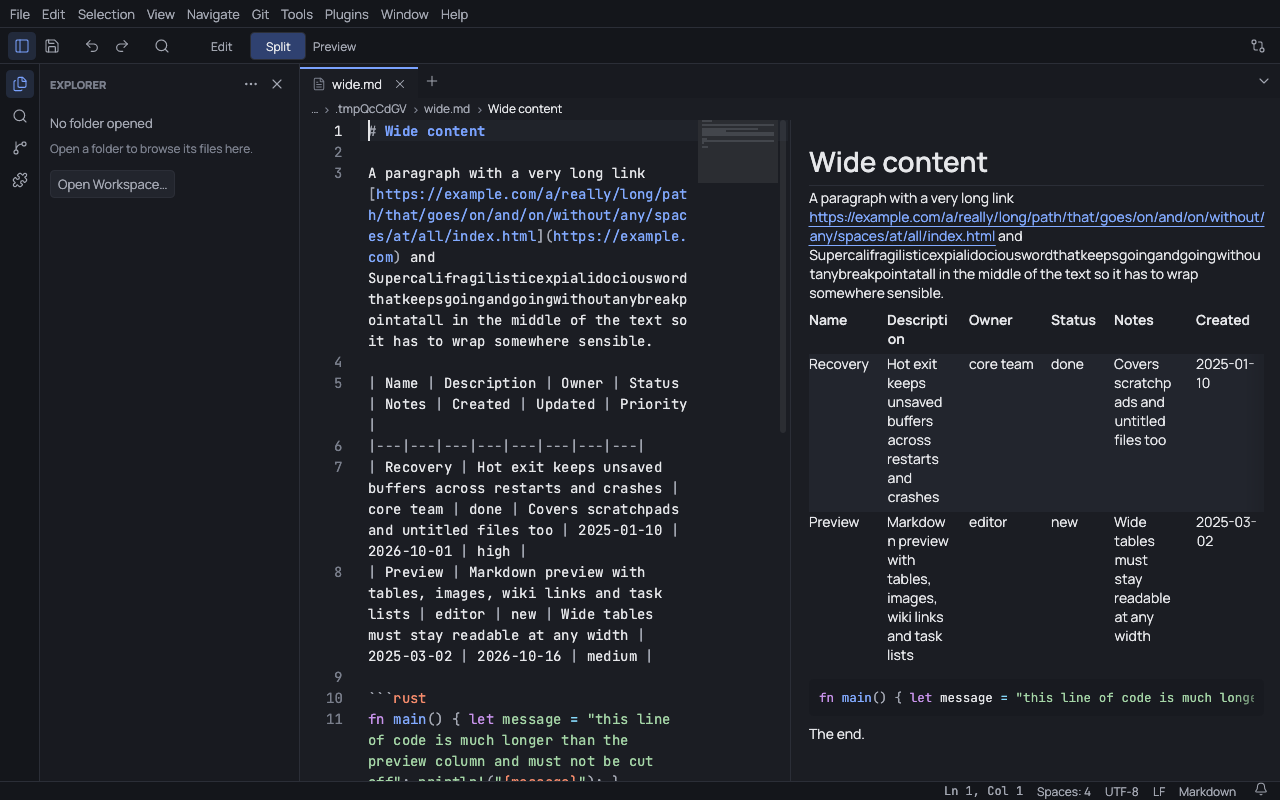 File Edit Selection View Navigate Git Tools Plugins Window Help
Edit Split Preview
EXPLORER
No folder opened
Open a folder to browse its files here.
Open Workspace...
wide.md
… › .tmpQcCdGV › wide.md › Wide content
1 # Wide content
2
3 A paragraph with a very long link
[https://example.com/a/really/long/pat
h/that/goes/on/and/on/without/any/spac
es/at/all/index.html](https://example.
com) and
Supercalifragilisticexpialidociousword
thatkeepsgoingandgoingwithoutanybreakp
ointatall in the middle of the text so
it has to wrap somewhere sensible.
4
5 | Name | Description | Owner | Status
| Notes | Created | Updated | Priority
|
6 |---|---|---|---|---|---|---|---|
7 | Recovery | Hot exit keeps unsaved
buffers across restarts and crashes |
core team | done | Covers scratchpads
and untitled files too | 2025-01-10 |
2026-10-01 | high |
8 | Preview | Markdown preview with
tables, images, wiki links and task
lists | editor | new | Wide tables
must stay readable at any width |
2025-03-02 | 2026-10-16 | medium |
9
10 ```rust
11 fn main() { let message = "this line
of code is much longer than the
preview column and must not be cut
off"; println!("{message}"); }
Wide content
A paragraph with a very long link
https://example.com/a/really/long/path/that/goes/on/and/on/without/
any/spaces/at/all/index.html and
Supercalifragilisticexpialidociouswordthatkeepsgoingandgoingwithou
tanybreakpointatall in the middle of the text so it has to wrap
somewhere sensible.
Name Descripti Owner Status Notes Created
on
Recovery Hot exit core team done Covers 2025-01-
keeps scratchp 10
unsaved ads and
buffers untitled
across files too
restarts
and
crashes
Preview Markdow editor new Wide 2025-03-
n preview tables 02
with must
tables, stay
images, readable
wiki links at any
and task width
lists
fn main() { let message = "this line of code is much longe
The end.
Ln 1, Col 1 Spaces: 4 UTF-8 LF Markdown